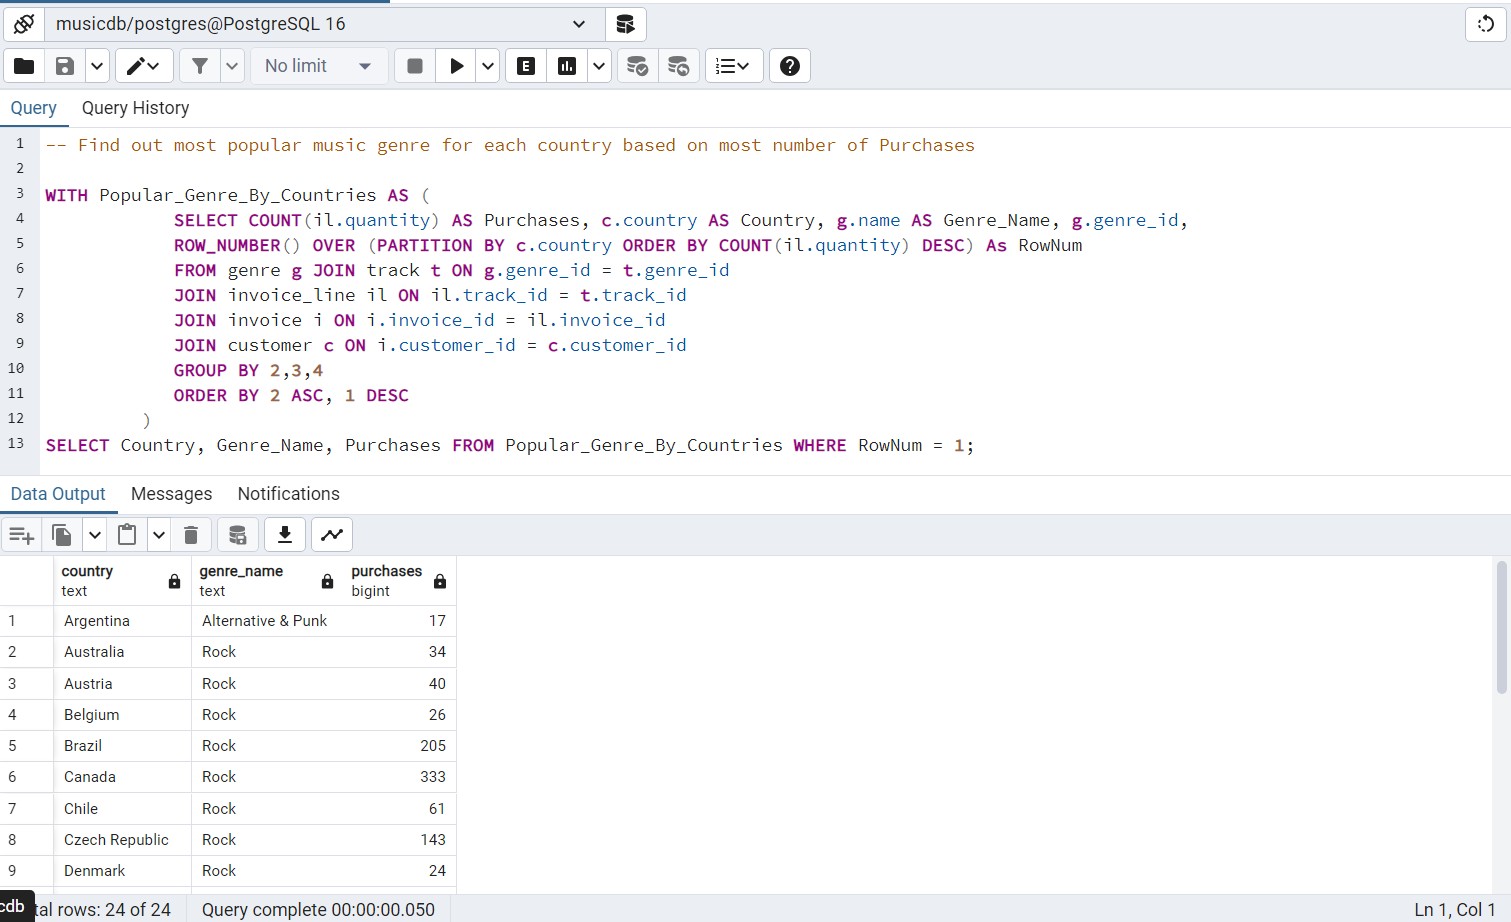 musicdb/postgres@PostgreSQL 16
No limit
E
Query Query History
1 -- Find out most popular music genre for each country based on most number of Purchases
2
3 WITH Popular_Genre_By_Countries AS (
4 SELECT COUNT(il.quantity) AS Purchases, c.country AS Country, g.name AS Genre_Name, g.genre_id,
5 ROW_NUMBER() OVER (PARTITION BY c.country ORDER BY COUNT(il.quantity) DESC) As RowNum
6 FROM genre g JOIN track t ON g.genre_id = t.genre_id
7 JOIN invoice_line il ON il.track_id = t.track_id
8 JOIN invoice i ON i.invoice_id = il.invoice_id
9 JOIN customer c ON i.customer_id = c.customer_id
10 GROUP BY 2,3,4
11 ORDER BY 2 ASC, 1 DESC
12 )
13 SELECT Country, Genre_Name, Purchases FROM Popular_Genre_By_Countries WHERE RowNum = 1;
Data Output Messages Notifications
country genre_name purchases
text text bigint
1 Argentina Alternative & Punk 17
2 Australia Rock 34
3 Austria Rock 40
4 Belgium Rock 26
5 Brazil Rock 205
6 Canada Rock 333
7 Chile Rock 61
8 Czech Republic Rock 143
9 Denmark Rock 24
cdb tal rows: 24 of 24 Query complete 00:00:00.050 Ln 1, Col 1